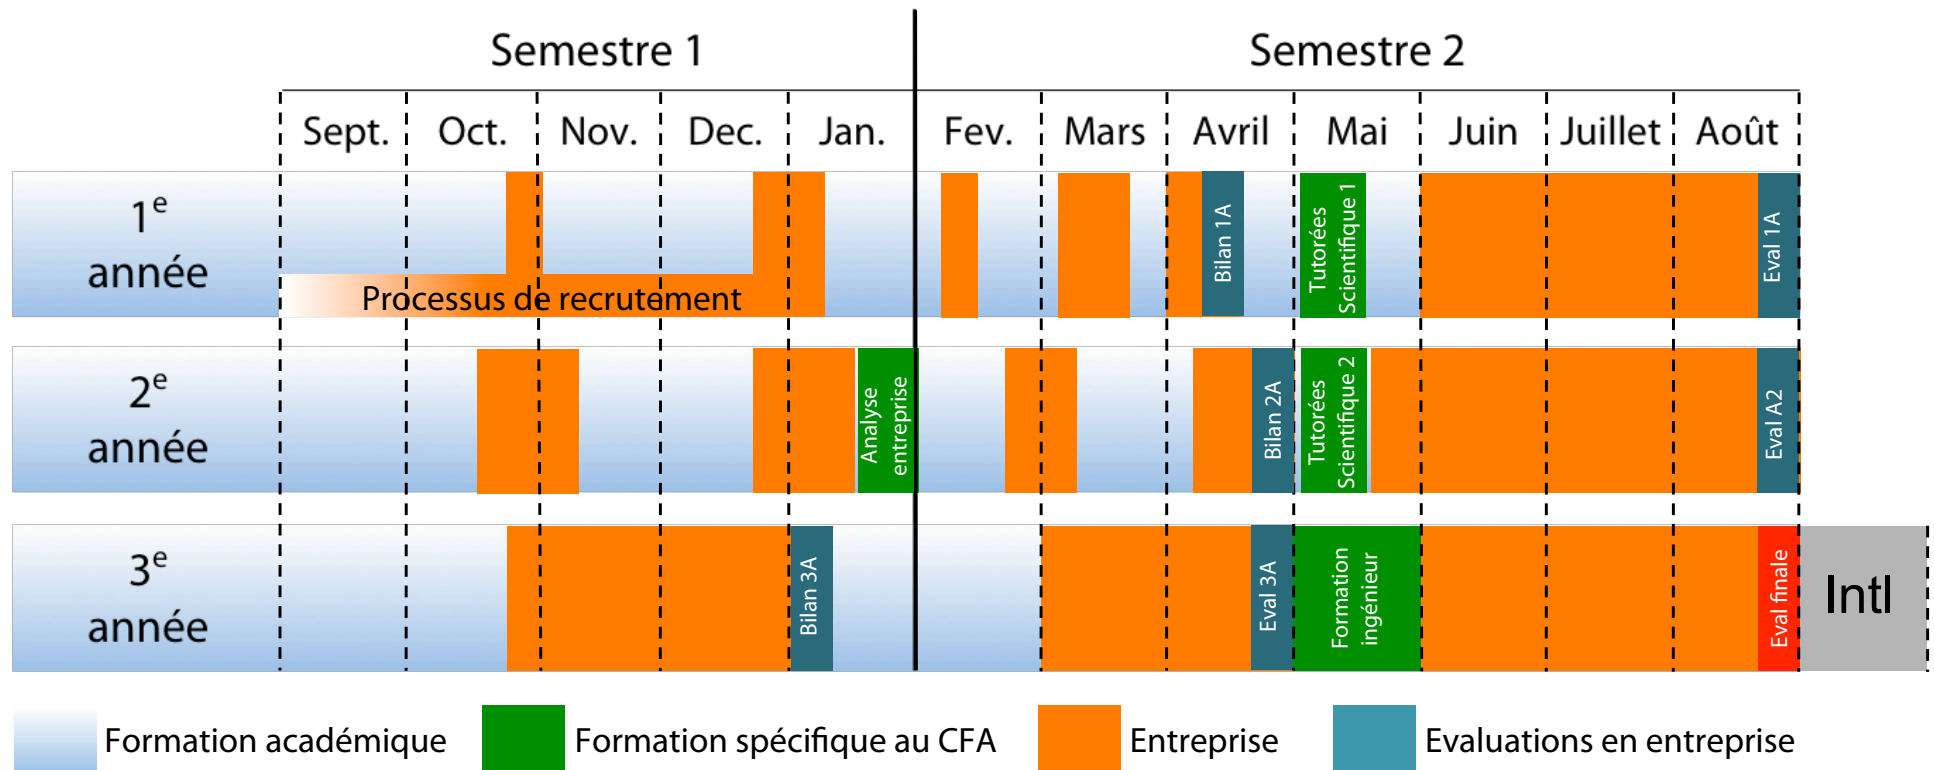 Semestre 1
Semestre 2
Sept.
Oct.
Nov.
Dec.
Jan.
Fev.
Mars
Avril
Mai
Juin
Juillet
Août
1e
année
Processus de recrutement
Bilan 1A
Tutorées
Scientifique 1
Eval 1A
2e
année
Analyse
entreprise
Bilan 2A
Tutorées
Scientifique 2
Eval A2
3e
année
Bilan 3A
Eval 3A
Formation
ingénieur
Eval finale
Intl
Formation académique
Formation spécifique au CFA
Entreprise
Evaluations en entreprise